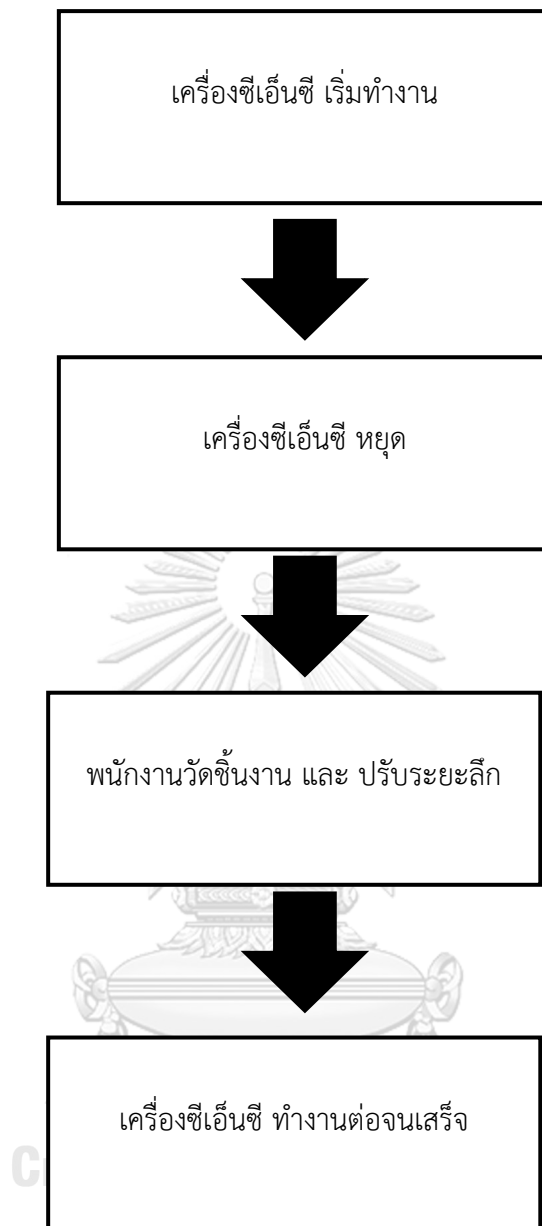 เครื่องซีเอ็นซี เริ่มทำงาน
เครื่องซีเอ็นซี หยุด
พนักงานวัดชิ้นงาน และ ปรับระยะลึก
เครื่องซีเอ็นซี ทำงานต่อจนเสร็จ